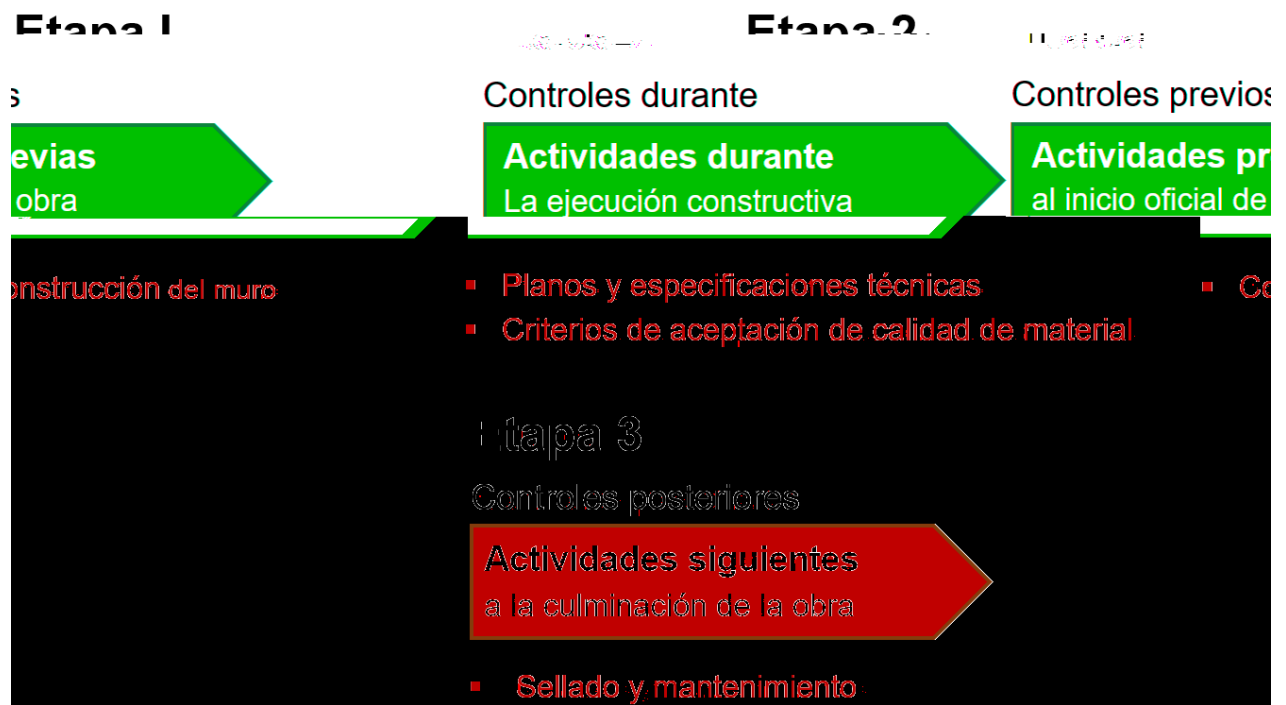 Etapa I
Etapa 2
s
Controles durante
Controles previos
evias
obra
Actividades durante
La ejecución constructiva
Actividades pr
al inicio oficial de
onstrucción del muro
Planos y especificaciones técnicas
Co
Criterios de aceptación de calidad de material
Etapa 3
Controles posteriores
Actividades siguientes
a la culminación de la obra
Sellado y mantenimiento